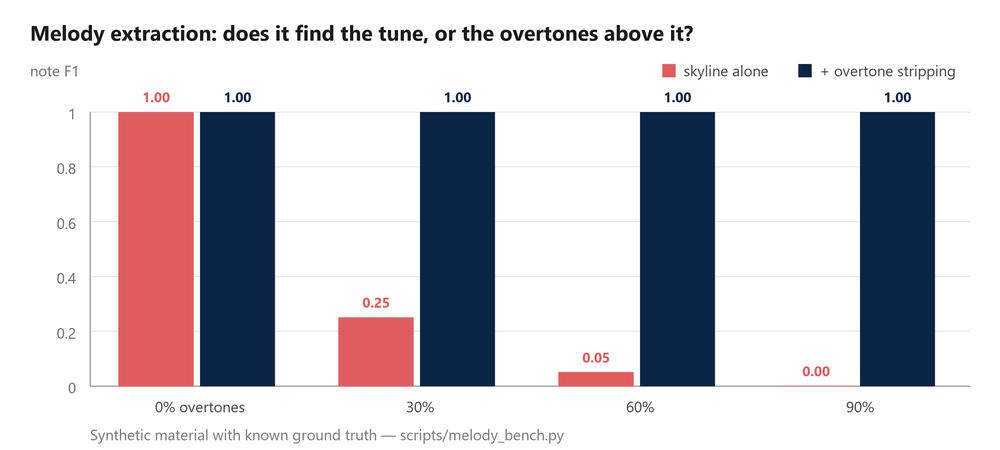 Melody extraction: does it find the tune, or the overtones above it?
note F1
skyline alone
+ overtone stripping
1.00
1.00
1.00
1.00
1.00
1
0.8
0.6
0.4
0.25
0.2
0.05
0.00
0
0% overtones
30%
60%
90%
Synthetic material with known ground truth — scripts/melody_bench.py